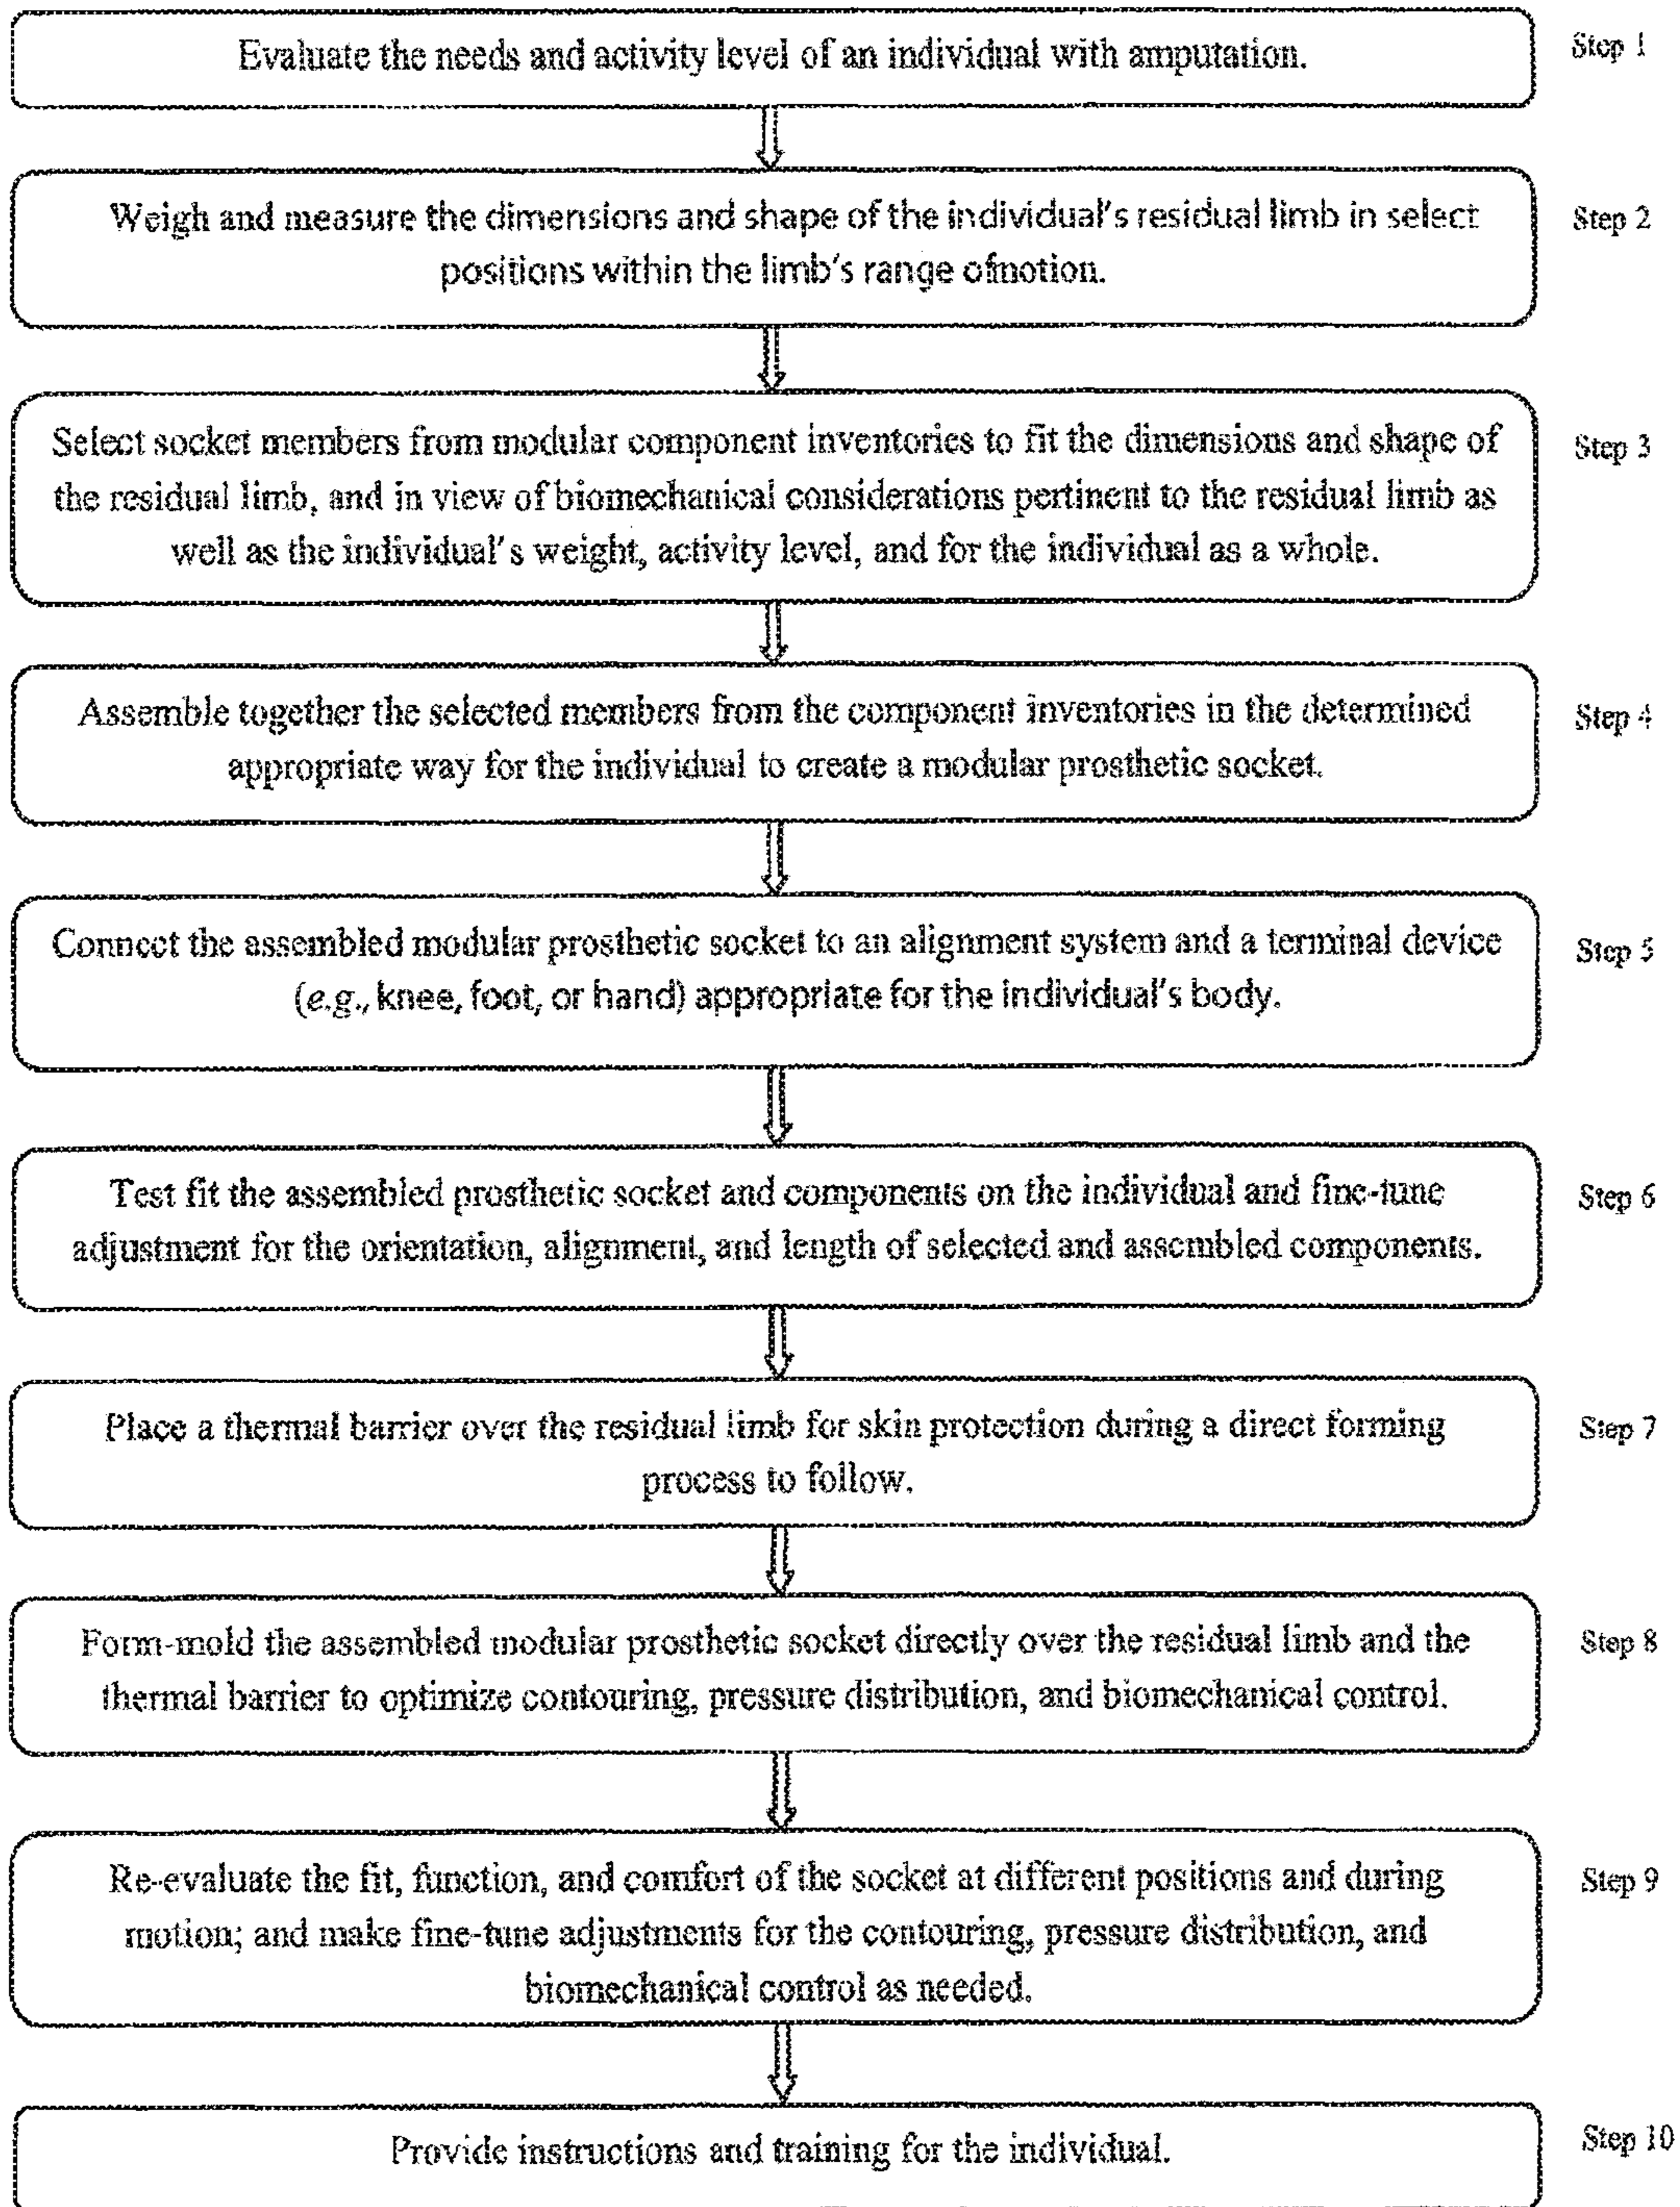 Evaluate the needs and activity level of an individual with amputation.
Step 1
Weigh and measure the dimensions and shape of the individual's residual limb in select
positions within the limb's range ofmotion.
Step 2
Select socket members from modular component inventories to fit the dimensions and shape of
the residual limb, and in view of biomechanical considerations pertinent to the residual limb as
well as the individual's weight, activity level, and for the individual as a whole.
Step 3
Assemble together the selected members from the component inventories in the determined
appropriate way for the individual to create a modular prosthetic socket.
Step 4
Connect the assembled modular prosthetic socket to an alignment system and a terminal device
(e.g., knee, foot, or hand) appropriate for the individual's body.
Step 5
Test fit the assembled prosthetic socket and components on the individual and fine-tune
adjustment for the orientation, alignment, and length of selected and assembled components.
Step 6
Place a thermal barrier over the residual limb for skin protection during a direct forming
process to follow.
Step 7
Form-mold the assembled modular prosthetic socket directly over the residual limb and the
thermal barrier to optimize contouring, pressure distribution, and biomechanical control.
Step 8
Re-evaluate the fit, function, and comfort of the socket at different positions and during
motion; and make fine-tune adjustments for the contouring, pressure distribution, and
biomechanical control as needed.
Step 9
Provide instructions and training for the individual.
Step 10